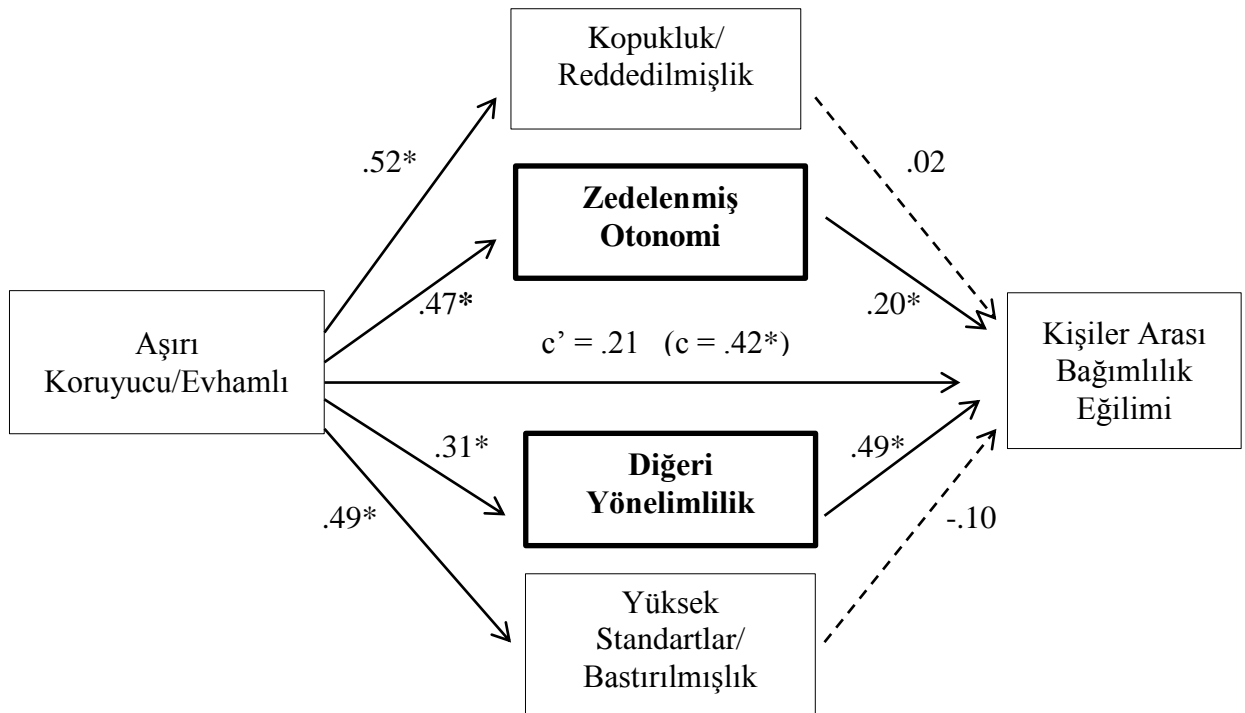 Kopukluk/
Reddedilmişlik
.52*
.02
Zedelenmiş
Otonomi
.47*
.20*
Aşırı
Koruyucu/Evhamlı
c’ = .21 (c = .42*)
Kişiler Arası
Bağımlılık
Eğilimi
.31*
Diğeri
Yönelimlilik
.49*
.49*
-.10
Yüksek
Standartlar/
Bastırılmışlık